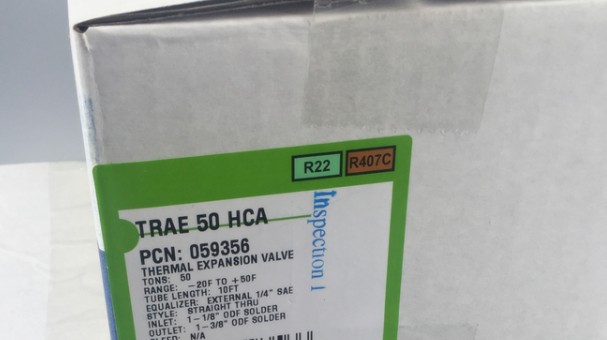 R22 R407C
TRAE 50 HCA
PCN: 059356
THERMAL EXPANSION VALVE
TONS: 50
RANGE: -20F TO +50F
TUBE LENGTH: 10FT
EQUALIZER: EXTERNAL 1/4" SAE
STYLE: STRAIGHT THRU
INLET: 1-1/8" ODF SOLDER
OUTLET: 1-3/8" ODF SOLDER
BLEED: N/A
Inspection 1